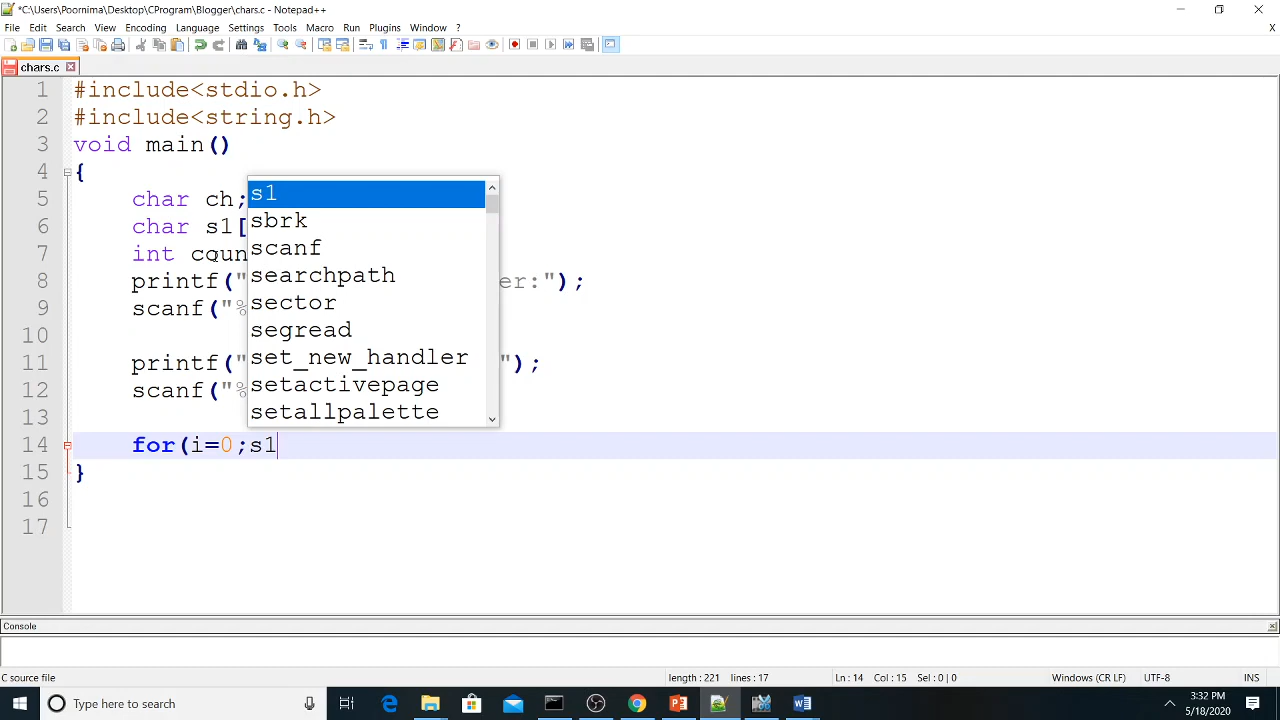 *C:\Users\Poornima\Desktop\CProgram\Blogger\chars.c - Notepad++
File Edit Search View Encoding Language Settings Tools Macro Run Plugins Window ? X
chars.c
1 #include<stdio.h>
2 #include<string.h>
3 void main()
4 {
5 char ch;
6 char s1[
7 int coun
8 printf(" er:");
9 scanf("%
10
11 printf(" ");
12 scanf("%
13
14 for(i=0;s1
15 }
16
17
s1
sbrk
scanf
searchpath
sector
segread
set_new_handler
setactivepage
setallpalette
Console
C source file length : 221 lines : 17 Ln : 14 Col : 15 Sel : 0 | 0 Windows (CR LF) UTF-8 INS
Type here to search
3:32 PM
5/18/2020